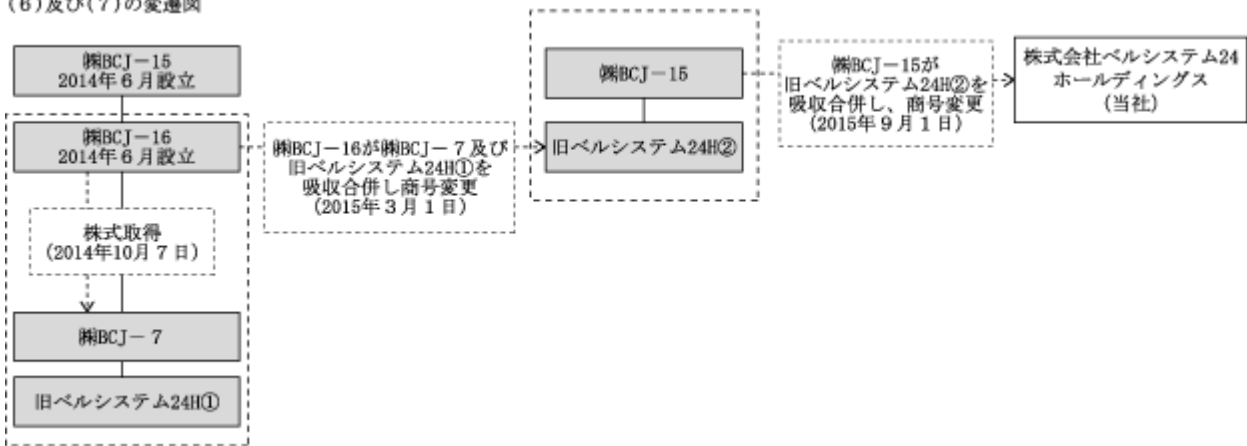 (6)及び(7)の変遷図
㈱BCJ－15
2014年6月設立
㈱BCJ－16
2014年6月設立
株式取得
(2014年10月7日)
㈱BCJ－7
旧ベルシステム24H①
㈱BCJ－16が㈱BCJ－7及び
旧ベルシステム24H①を
吸収合併し商号変更
(2015年3月1日)
㈱BCJ－15
旧ベルシステム24H②
㈱BCJ－15が
旧ベルシステム24H②を
吸収合併し、商号変更
(2015年9月1日)
株式会社ベルシステム24
ホールディングス
(当社)